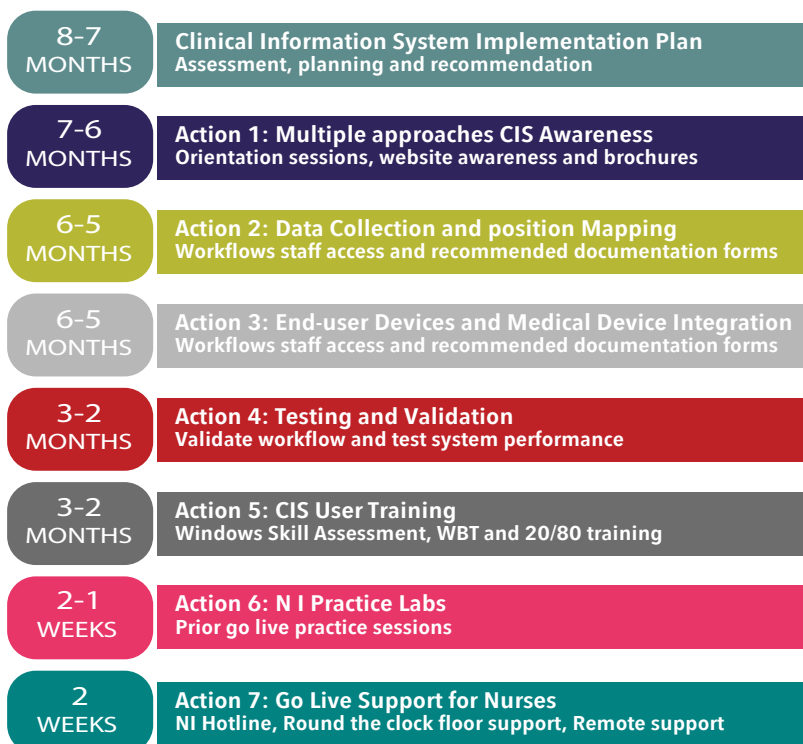 8-7
MONTHS
Clinical Information System Implementation Plan
Assessment, planning and recommendation
7-6
MONTHS
Action 1: Multiple approaches CIS Awareness
Orientation sessions, website awareness and brochures
6-5
MONTHS
Action 2: Data Collection and position Mapping
Workflows staff access and recommended documentation forms
6-5
MONTHS
Action 3: End-user Devices and Medical Device Integration
Workflows staff access and recommended documentation forms
3-2
MONTHS
Action 4: Testing and Validation
Validate workflow and test system performance
3-2
MONTHS
Action 5: CIS User Training
Windows Skill Assessment, WBT and 20/80 training
2-1
WEEKS
Action 6: N I Practice Labs
Prior go live practice sessions
2
WEEKS
Action 7: Go Live Support for Nurses
NI Hotline, Round the clock floor support, Remote support